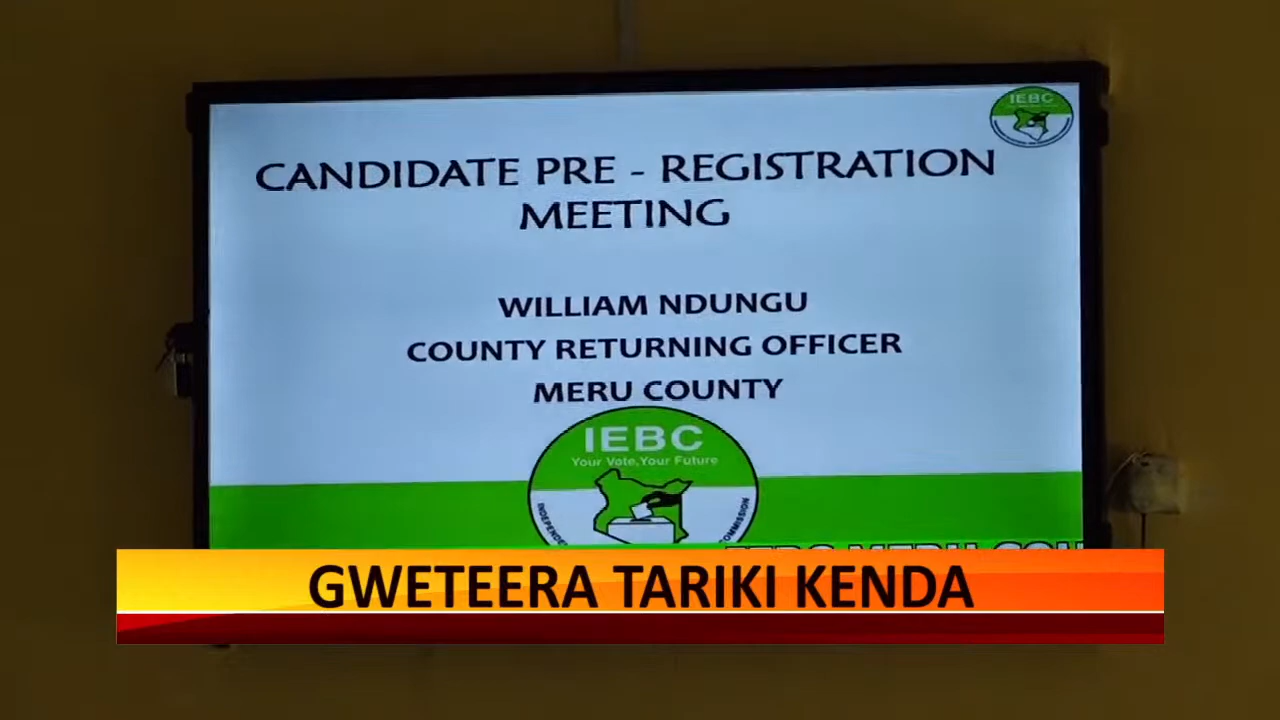 IEBC
CANDIDATE PRE - REGISTRATION
MEETING
WILLIAM NDUNGU
COUNTY RETURNING OFFICER
MERU COUNTY
IEBC
Your Vote,Your Future
GWETEERA TARIKI KENDA